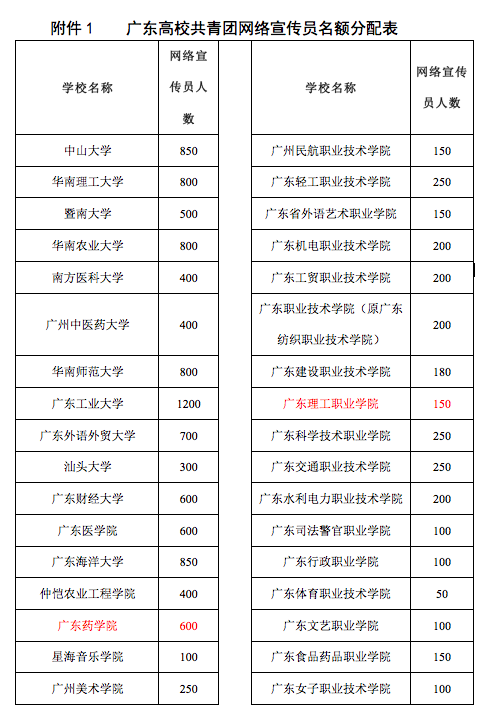 附件 1 广东高校共青团网络宣传员名额分配表
学校名称
网络宣
传员人
数
中山大学 850
华南理工大学 800
暨南大学 500
华南农业大学 800
南方医科大学 400
广州中医药大学 400
华南师范大学 800
广东工业大学 1200
广东外语外贸大学 700
汕头大学 300
广东财经大学 600
广东医学院 600
广东海洋大学 850
仲恺农业工程学院 400
广东药学院 600
星海音乐学院 100
广州美术学院 250
学校名称
网络宣传
员人数
广州民航职业技术学院 150
广东轻工职业技术学院 250
广东省外语艺术职业学院 150
广东机电职业技术学院 200
广东工贸职业技术学院 200
广东职业技术学院（原广东
纺织职业技术学院） 200
广东建设职业技术学院 180
广东理工职业学院 150
广东科学技术职业学院 250
广东交通职业技术学院 250
广东水利电力职业技术学院 200
广东司法警官职业学院 100
广东行政职业学院 100
广东体育职业技术学院 50
广东文艺职业学院 100
广东食品药品职业学院 150
广东女子职业技术学院 100